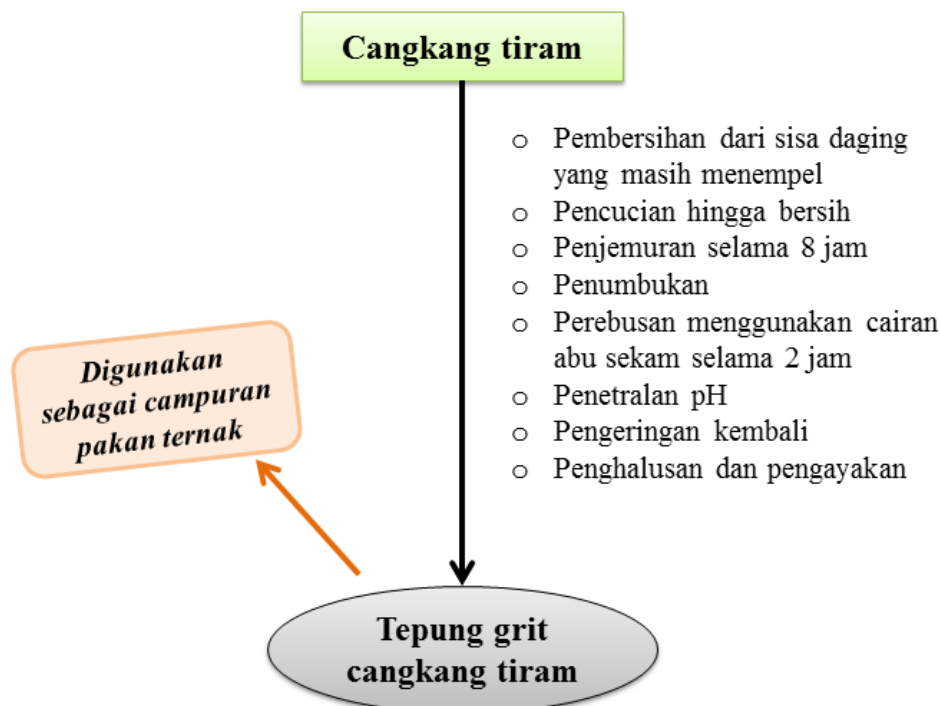 Cangkang tiram
o Pembersihan dari sisa daging
yang masih menempel
o Pencucian hingga bersih
o Penjemuran selama 8 jam
o Penumbukan
o Perebusan menggunakan cairan
abu sekam selama 2 jam
o Penetralan pH
o Pengeringan kembali
o Penghalusan dan pengayakan
Digunakan
sebagai campuran
pakan ternak
Tepung grit
cangkang tiram